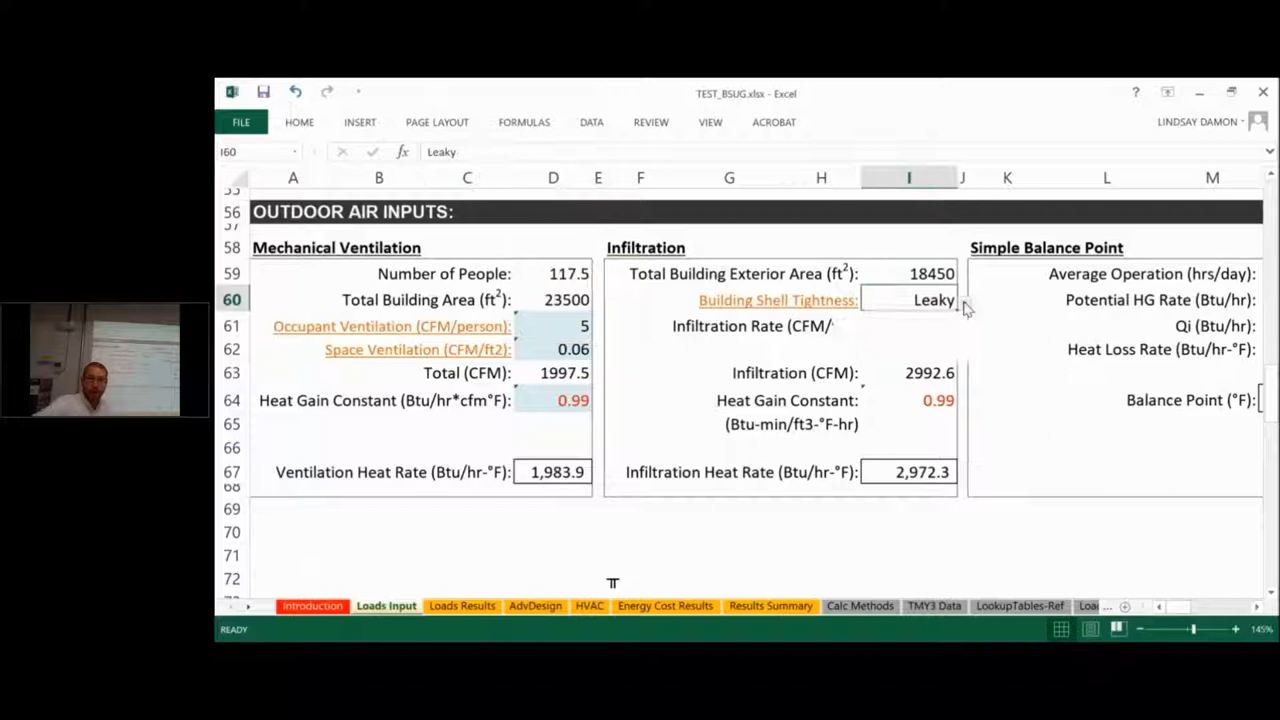 TEST_BSUG.xlsx - Excel
?
FILE HOME INSERT PAGE LAYOUT FORMULAS DATA REVIEW VIEW ACROBAT LINDSAY DAMON
I60 fx Leaky
A B C D E F G H I J K L M
56 OUTDOOR AIR INPUTS:
57
58 Mechanical Ventilation Infiltration Simple Balance Point
59 Number of People: 117.5 Total Building Exterior Area (ft2): 18450 Average Operation (hrs/day):
60 Total Building Area (ft2): 23500 Building Shell Tightness: Leaky Potential HG Rate (Btu/hr):
61 Occupant Ventilation (CFM/person): 5 Infiltration Rate (CFM/ Qi (Btu/hr):
62 Space Ventilation (CFM/ft2): 0.06 Heat Loss Rate (Btu/hr-°F):
63 Total (CFM): 1997.5 Infiltration (CFM): 2992.6
64 Heat Gain Constant (Btu/hr*cfm°F): 0.99 Heat Gain Constant: 0.99 Balance Point (°F):
65 (Btu-min/ft3-°F-hr)
66
67 Ventilation Heat Rate (Btu/hr-°F): 1,983.9 Infiltration Heat Rate (Btu/hr-°F): 2,972.3
68
69
70
71
72
Introduction Loads Input Loads Results AdvDesign HVAC Energy Cost Results Results Summary Calc Methods TMY3 Data LookupTables-Ref Loa ...
READY 145%